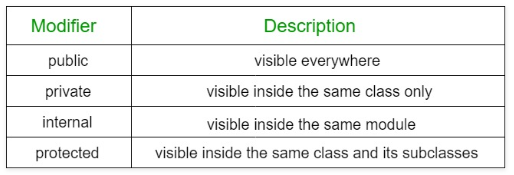 Modifier Description
public visible everywhere
private visible inside the same class only
internal visible inside the same module
protected visible inside the same class and its subclasses